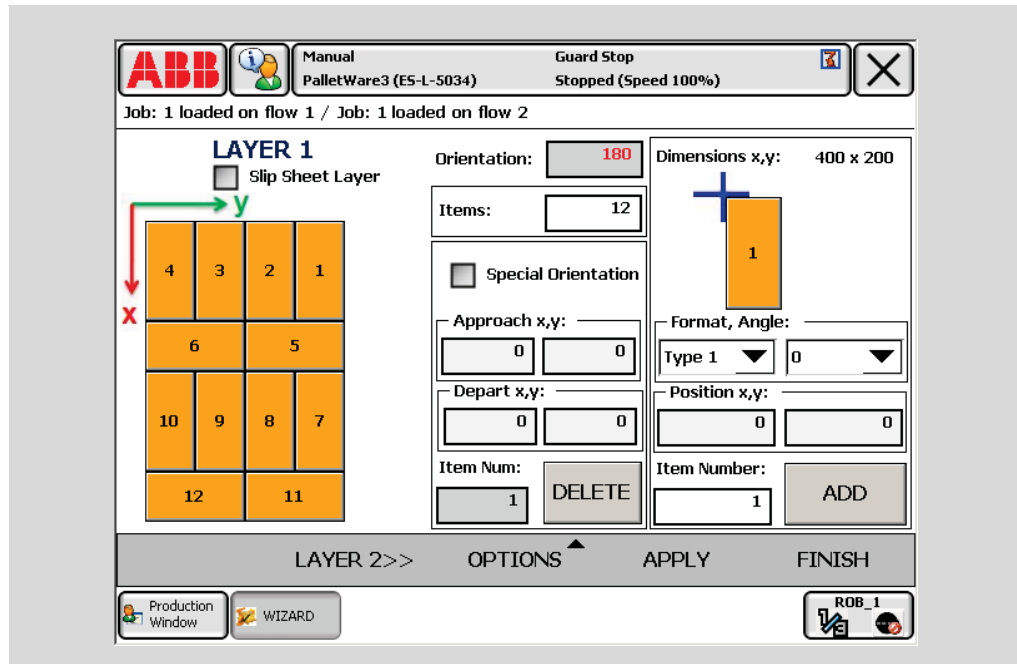 ABB
Manual
PalletWare3 (ES-L-5034)
Guard Stop
Stopped (Speed 100%)
Job: 1 loaded on flow 1 / Job: 1 loaded on flow 2
LAYER 1
Slip Sheet Layer
y
x
4 3 2 1
6 5
10 9 8 7
12 11
Orientation: 180
Items: 12
Special Orientation
Approach x,y:
0 0
Depart x,y:
0 0
Item Num:
1
DELETE
Dimensions x,y: 400 x 200
1
Format, Angle:
Type 1 0
Position x,y:
0 0
Item Number:
1
ADD
LAYER 2>> OPTIONS APPLY FINISH
Production
Window
WIZARD
ROB_1